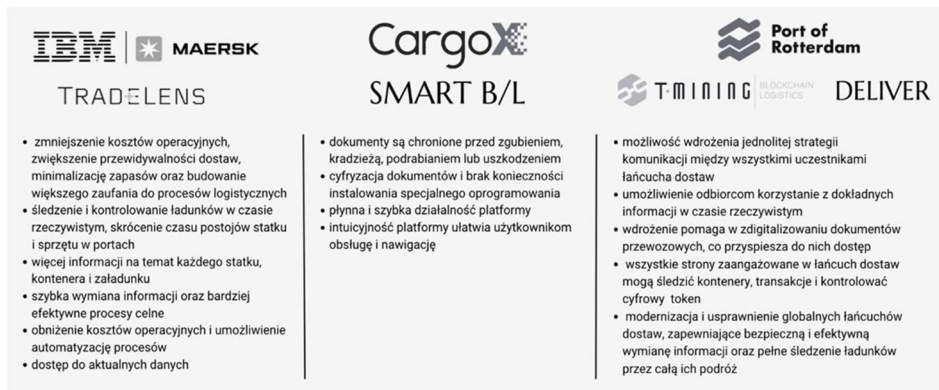 IBM
MAERSK
TRADELENS
zmniejszenie kosztów operacyjnych,
zwiększenie przewidywalności dostaw,
minimalizację zapasów oraz budowanie
większego zaufania do procesów logistycznych
śledzenie i kontrolowanie ładunków w czasie
rzeczywistym, skrócenie czasu postojów statku
i sprzętu w portach
więcej informacji na temat każdego statku,
kontenera i załadunku
szybka wymiana informacji oraz bardziej
efektywne procesy celne
obniżenie kosztów operacyjnych i umożliwienie
automatyzację procesów
dostęp do aktualnych danych
CargoX
SMART B/L
dokumenty są chronione przed zgubieniem,
kradzieżą, podrabianiem lub uszkodzeniem
cyfryzacja dokumentów i brak konieczności
instalowania specjalnego oprogramowania
płynna i szybka działalność platformy
intuicyjność platformy ułatwia użytkownikom
obsługę i nawigację
Port of
Rotterdam
T-MINING
BLOCKCHAIN
LOGISTICS
DELIVER
możliwość wdrożenia jednolitej strategii
komunikacji między wszystkimi uczestnikami
łańcucha dostaw
umożliwienie odbiorcom korzystanie z dokładnych
informacji w czasie rzeczywistym
wdrożenie pomaga w zdigitalizowaniu dokumentów
przewozowych, co przyspiesza do nich dostęp
wszystkie strony zaangażowane w łańcuch dostaw
mogą śledzić kontenery, transakcje i kontrolować
cyfrowy token
modernizacja i usprawnienie globalnych łańcuchów
dostaw, zapewniające bezpieczną i efektywną
wymianę informacji oraz pełne śledzenie ładunków
przez całą ich podróż